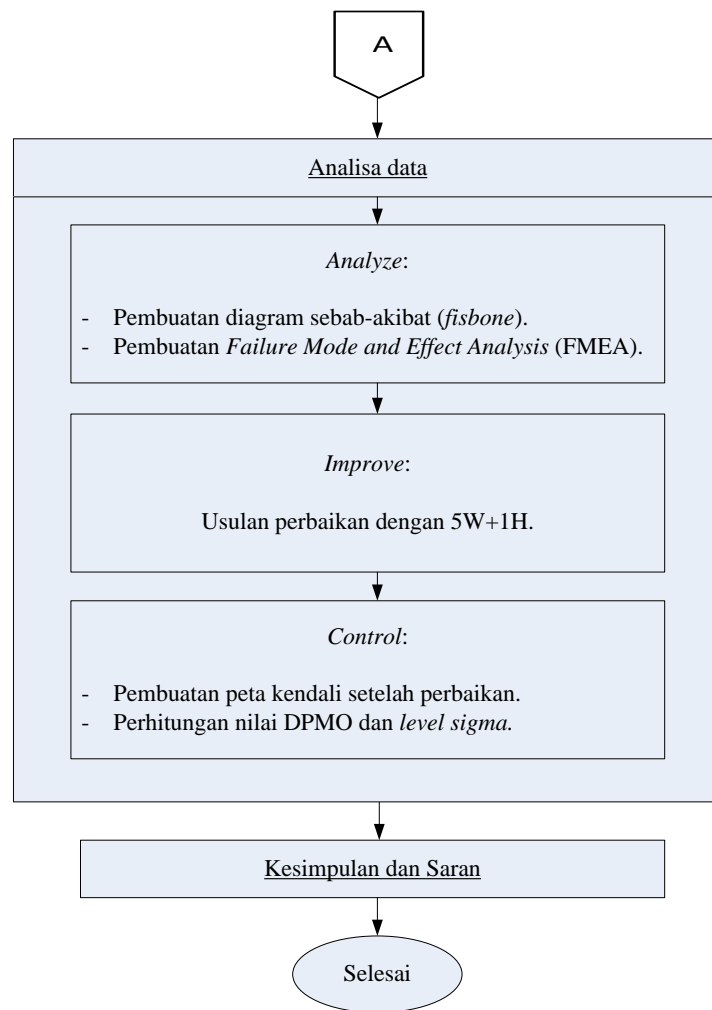 A
Analisa data
Analyze:
- Pembuatan diagram sebab-akibat (fisbone).
- Pembuatan Failure Mode and Effect Analysis (FMEA).
Improve:
Usulan perbaikan dengan 5W+1H.
Control:
- Pembuatan peta kendali setelah perbaikan.
- Perhitungan nilai DPMO dan level sigma.
Kesimpulan dan Saran
Selesai